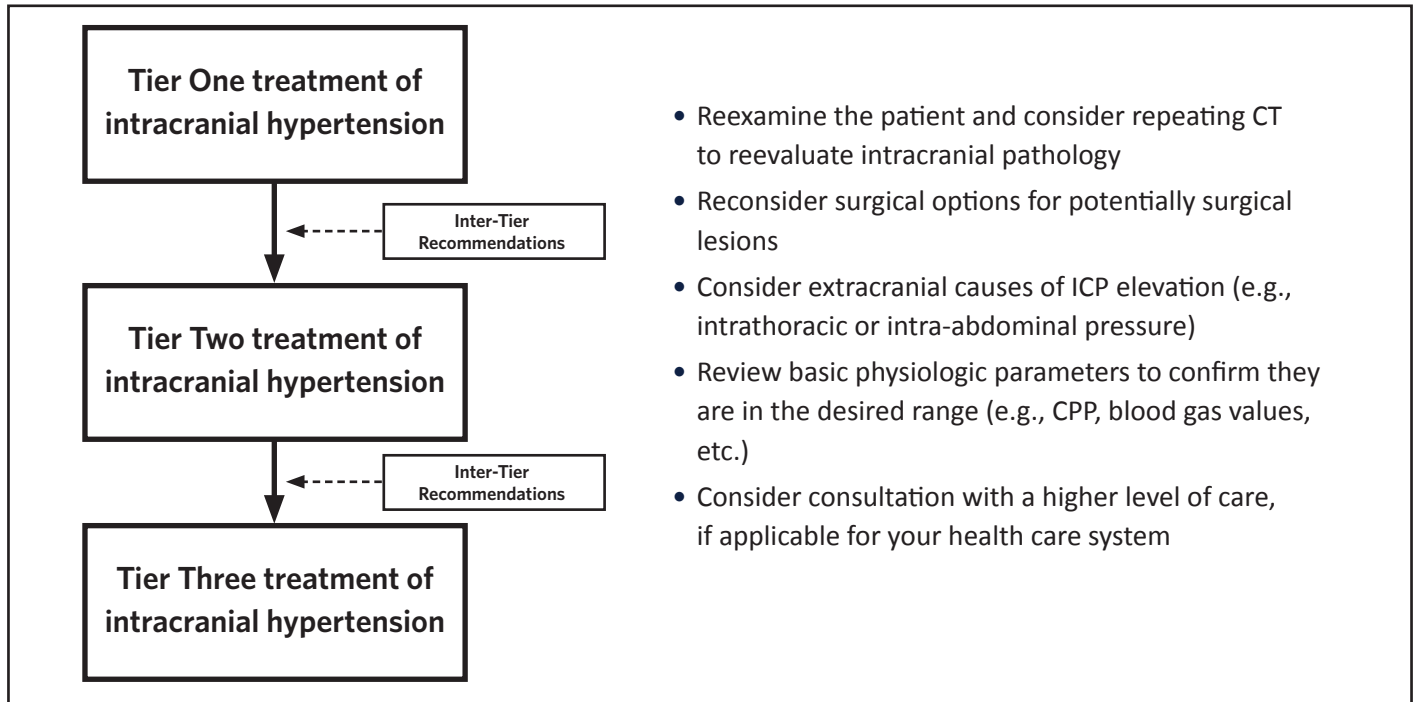 Tier One treatment of
intracranial hypertension
Inter-Tier
Recommendations
Tier Two treatment of
intracranial hypertension
Inter-Tier
Recommendations
Tier Three treatment of
intracranial hypertension
• Reexamine the patient and consider repeating CT
to reevaluate intracranial pathology
• Reconsider surgical options for potentially surgical
lesions
• Consider extracranial causes of ICP elevation (e.g.,
intrathoracic or intra-abdominal pressure)
• Review basic physiologic parameters to confirm they
are in the desired range (e.g., CPP, blood gas values,
etc.)
• Consider consultation with a higher level of care,
if applicable for your health care system